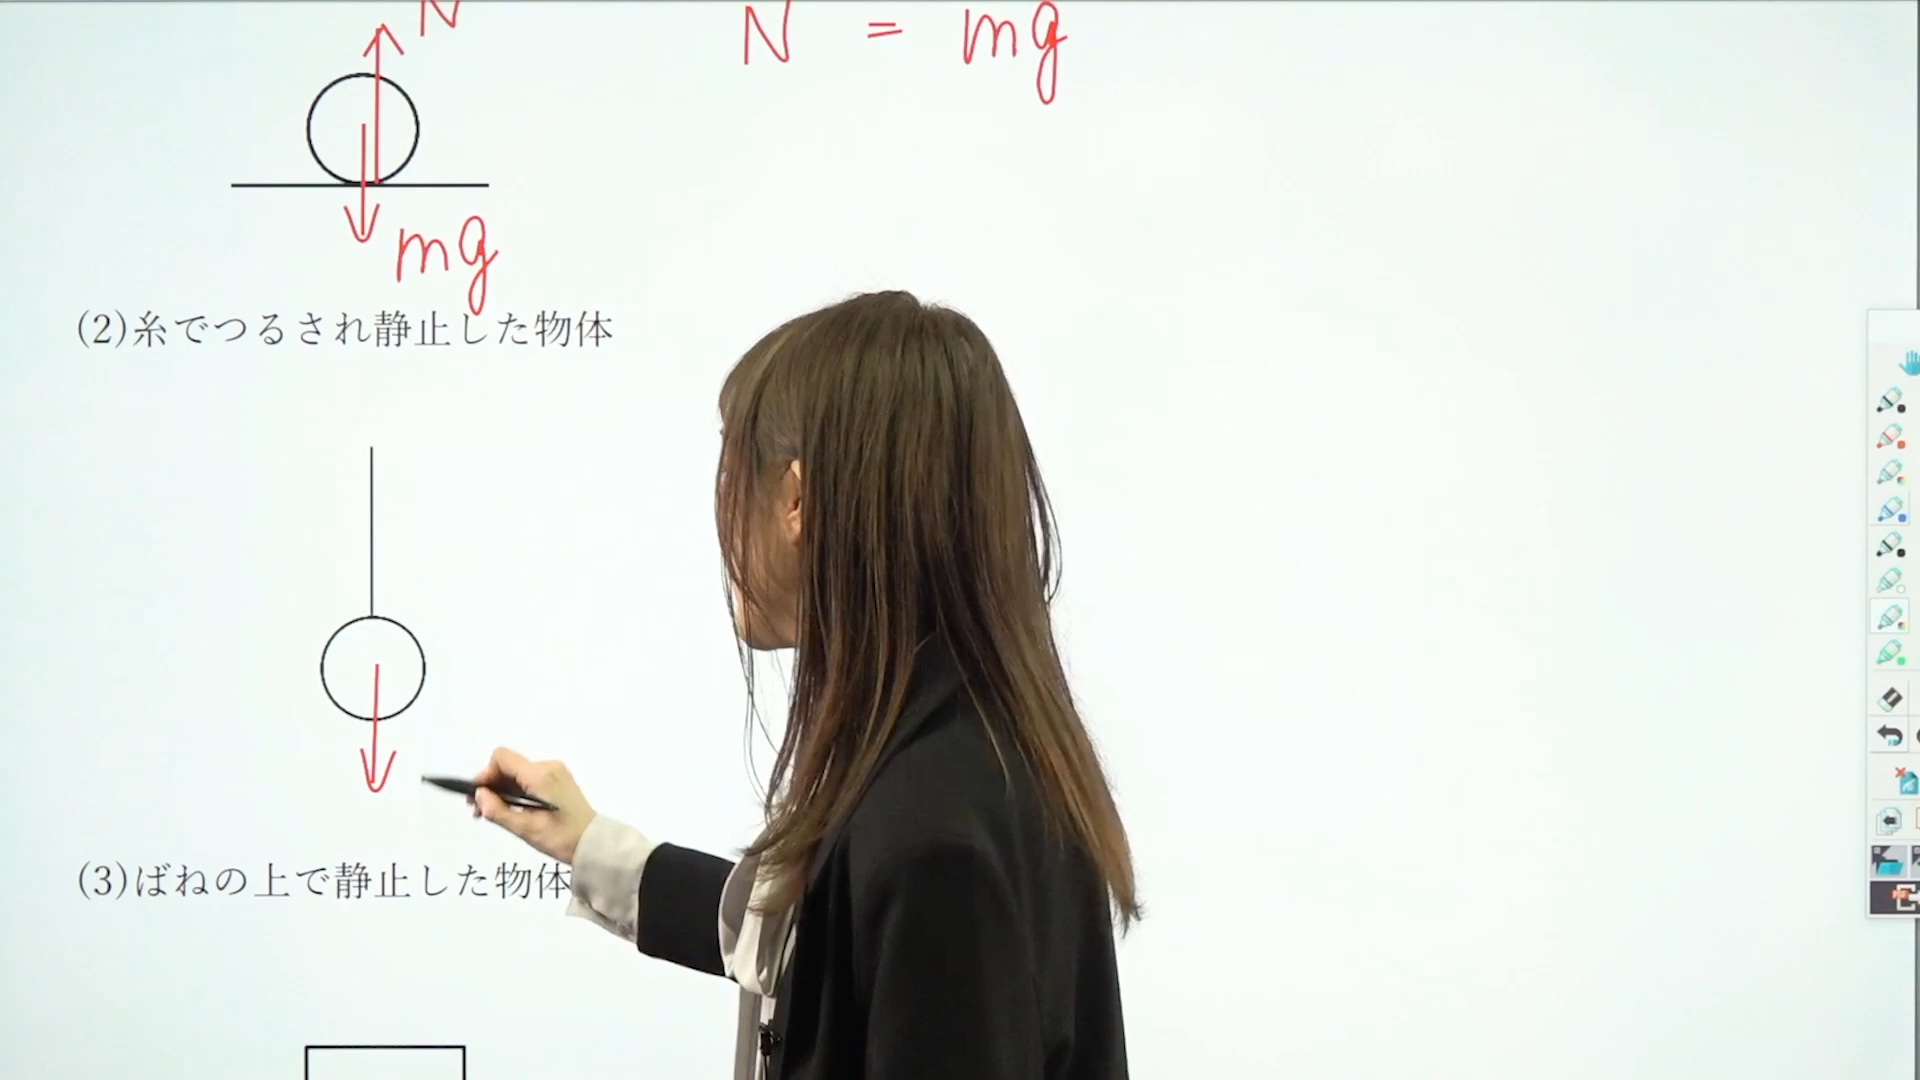 N
N = mg
mg
(2)糸でつるされ静止した物体
(3)ばねの上で静止した物体